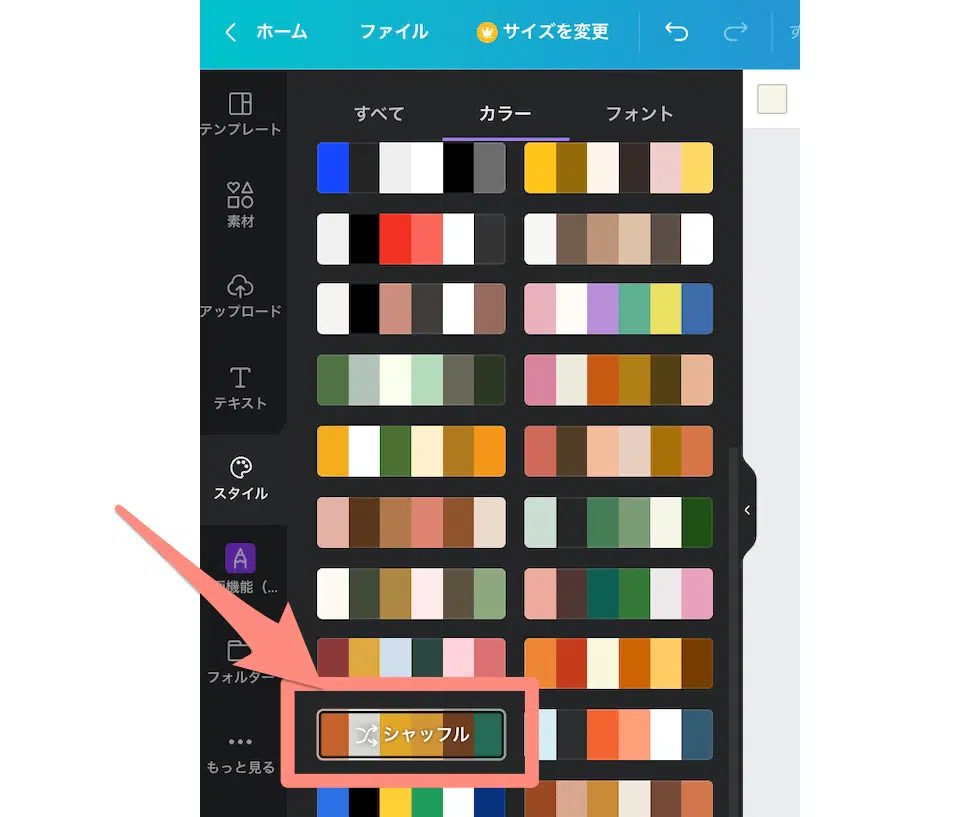 ホーム ファイル サイズを変更
すべて カラー フォント
テンプレート
素材
アップロード
テキスト
スタイル
機能（...
フォルダー
シャッフル
もっと見る